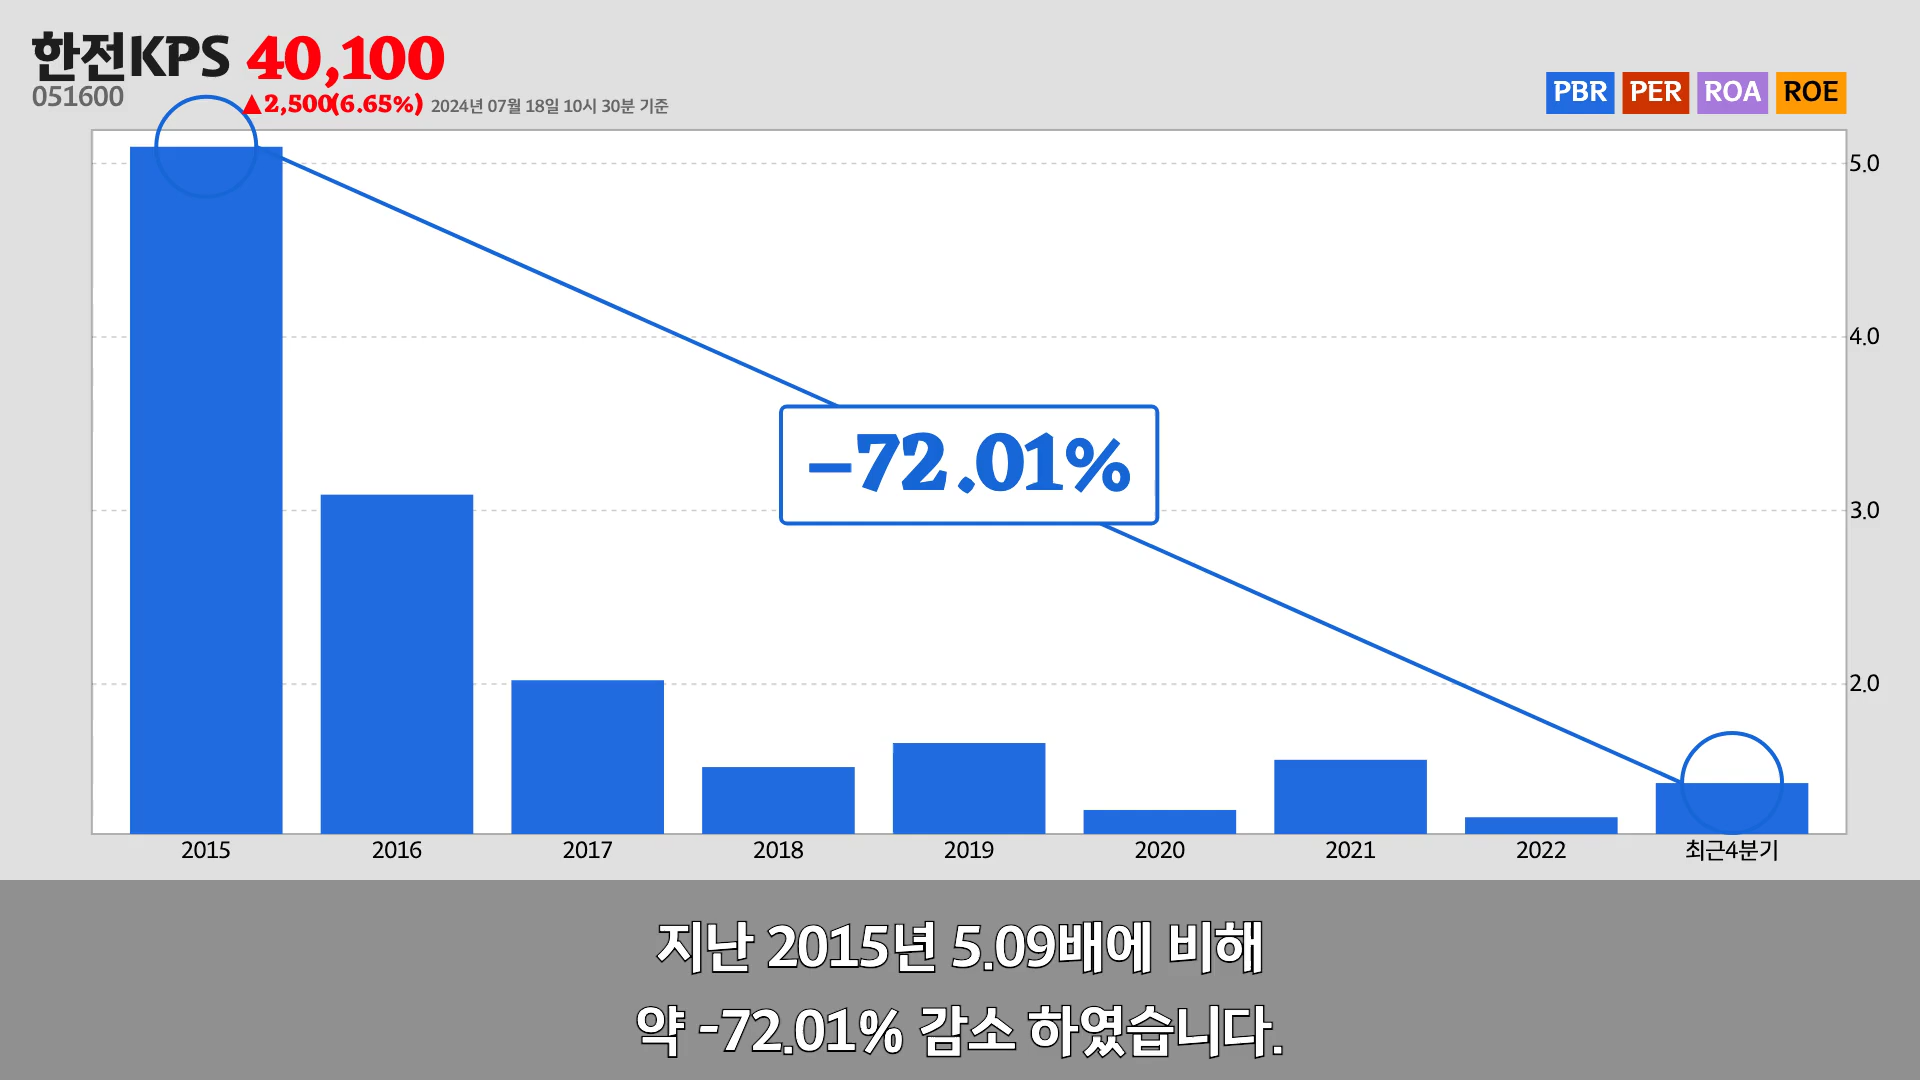 한전KPS 40,100
051600
▲2,500(6.65%) 2024년 07월 18일 10시 30분 기준
PBR PER ROA ROE
5.0
4.0
3.0
2.0
-72.01%
2015 2016 2017 2018 2019 2020 2021 2022 최근4분기
지난 2015년 5.09배에 비해
약 -72.01% 감소 하였습니다.